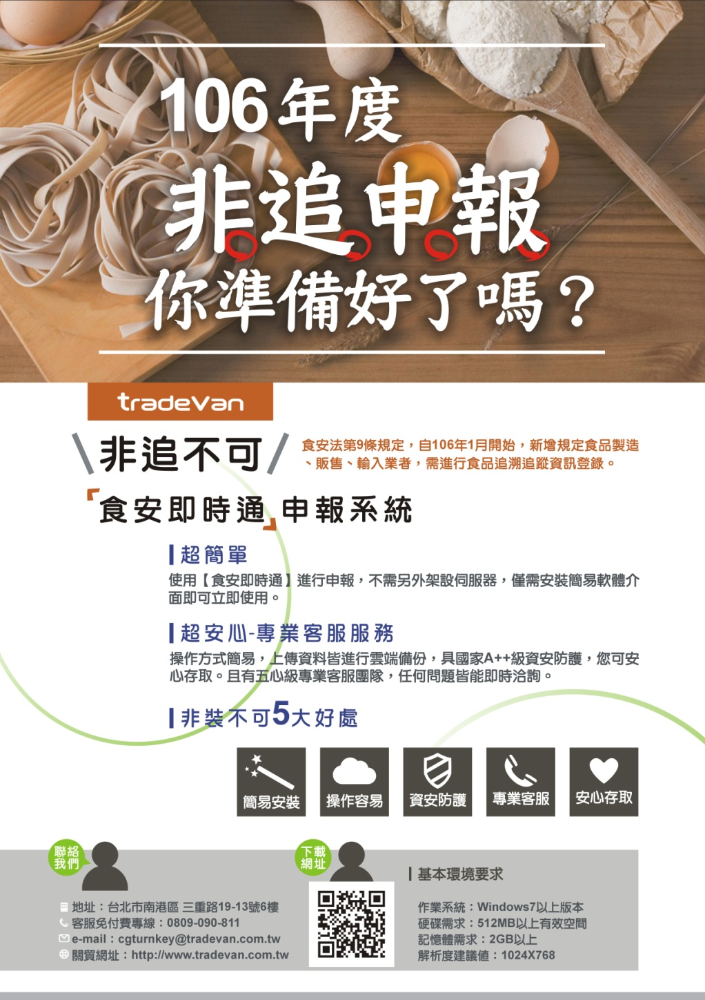 106年度
非追申報
你準備好了嗎？
tradeVan
\非追不可/
食安法第9條規定，自106年1月開始，新增規定食品製造
、販售、輸入業者，需進行食品追溯追蹤資訊登錄。
「食安即時通」申報系統
超簡單
使用【食安即時通】進行申報，不需另外架設伺服器，僅需安裝簡易軟體介
面即可立即使用。
超安心-專業客服服務
操作方式簡易，上傳資料皆進行雲端備份，具國家A++級資安防護，您可安
心存取。且有五心級專業客服團隊，任何問題皆能即時洽詢。
非裝不可5大好處
簡易安裝
操作容易
資安防護
專業客服
安心存取
聯絡
我們
地址：台北市南港區 三重路19-13號6樓
客服免付費專線：0809-090-811
e-mail：cgturnkey@tradevan.com.tw
關貿網址：http://www.tradevan.com.tw
下載
網址
基本環境要求
作業系統：Windows7以上版本
硬碟需求：512MB以上有效空間
記憶體需求：2GB以上
解析度建議值：1024X768